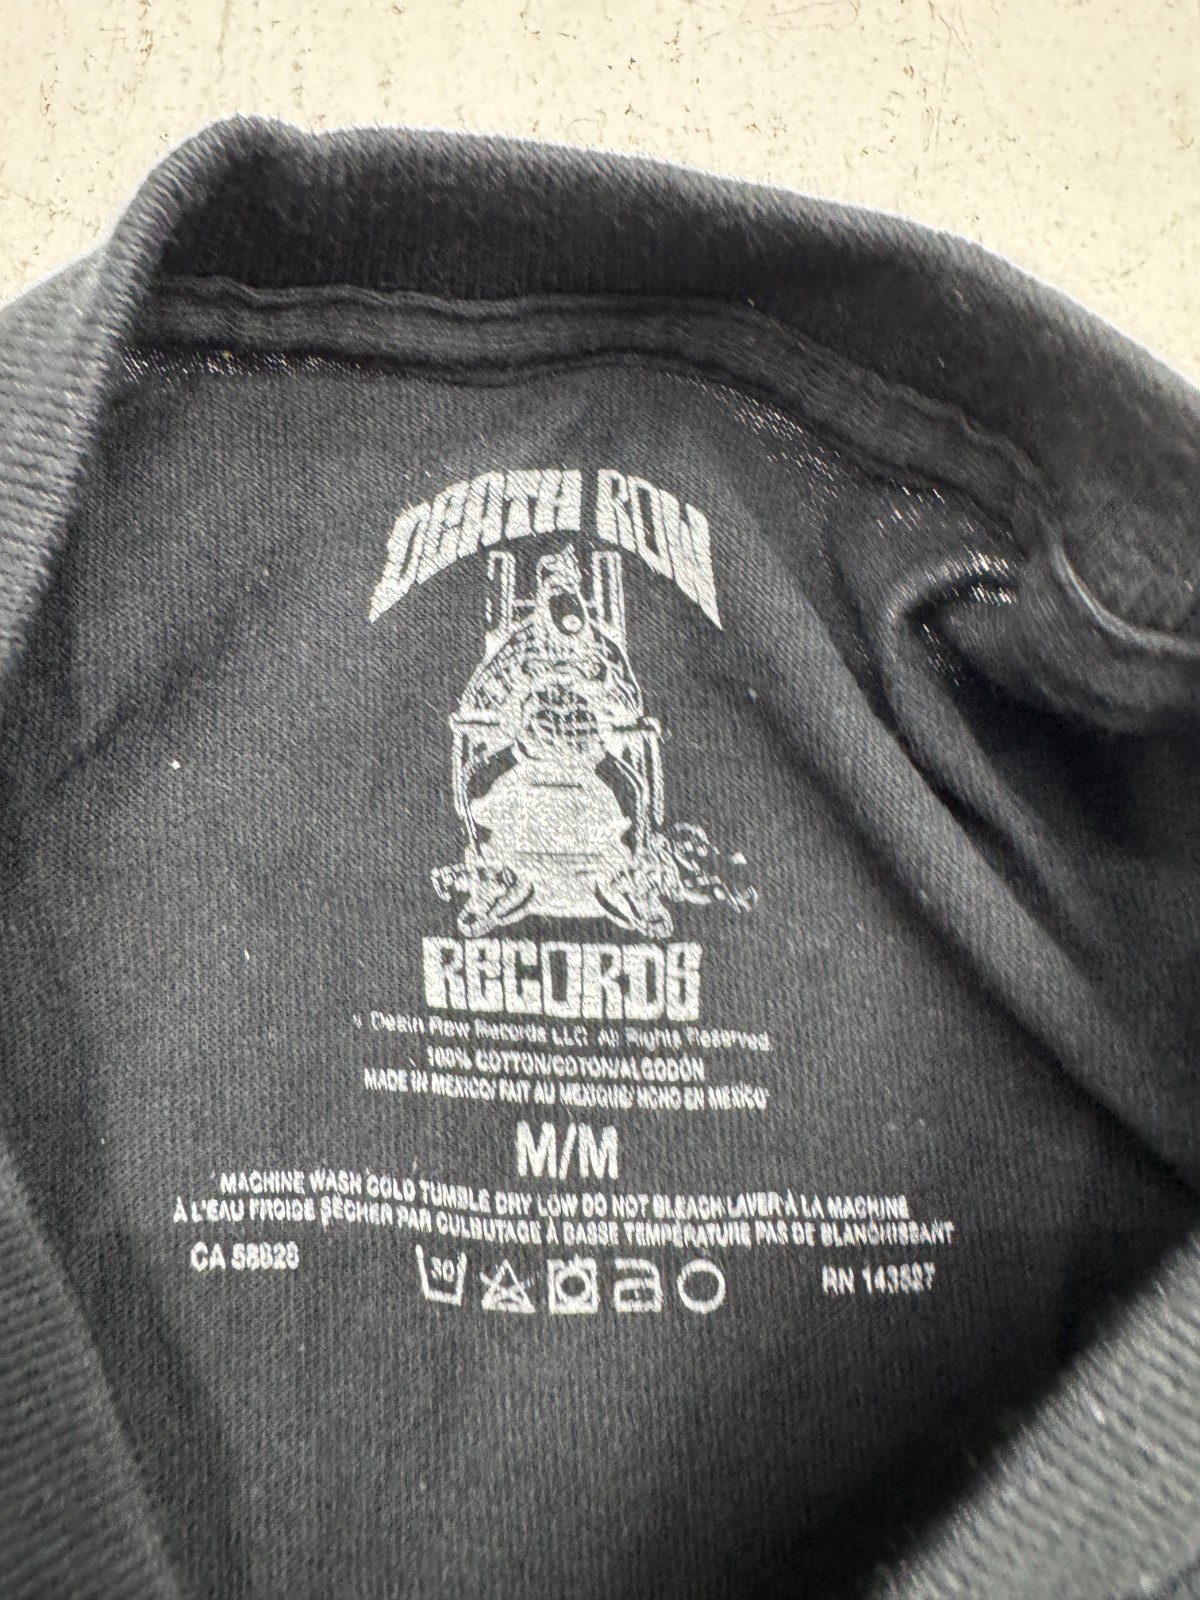 DEATH ROW
RECORDS
Death Row Records LLC. All Rights Reserved.
100% COTTON/COTON/ALGODÓN
MADE IN MEXICO/ FAIT AU MEXIQUE/ HECHO EN MEXICO
M/M
MACHINE WASH COLD TUMBLE DRY LOW DO NOT BLEACH/LAVER À LA MACHINE
À L'EAU FROIDE SÉCHER PAR CULBUTAGE À BASSE TEMPÉRATURE PAS DE BLANCHISSANT
CA 58828
30
RN 143527